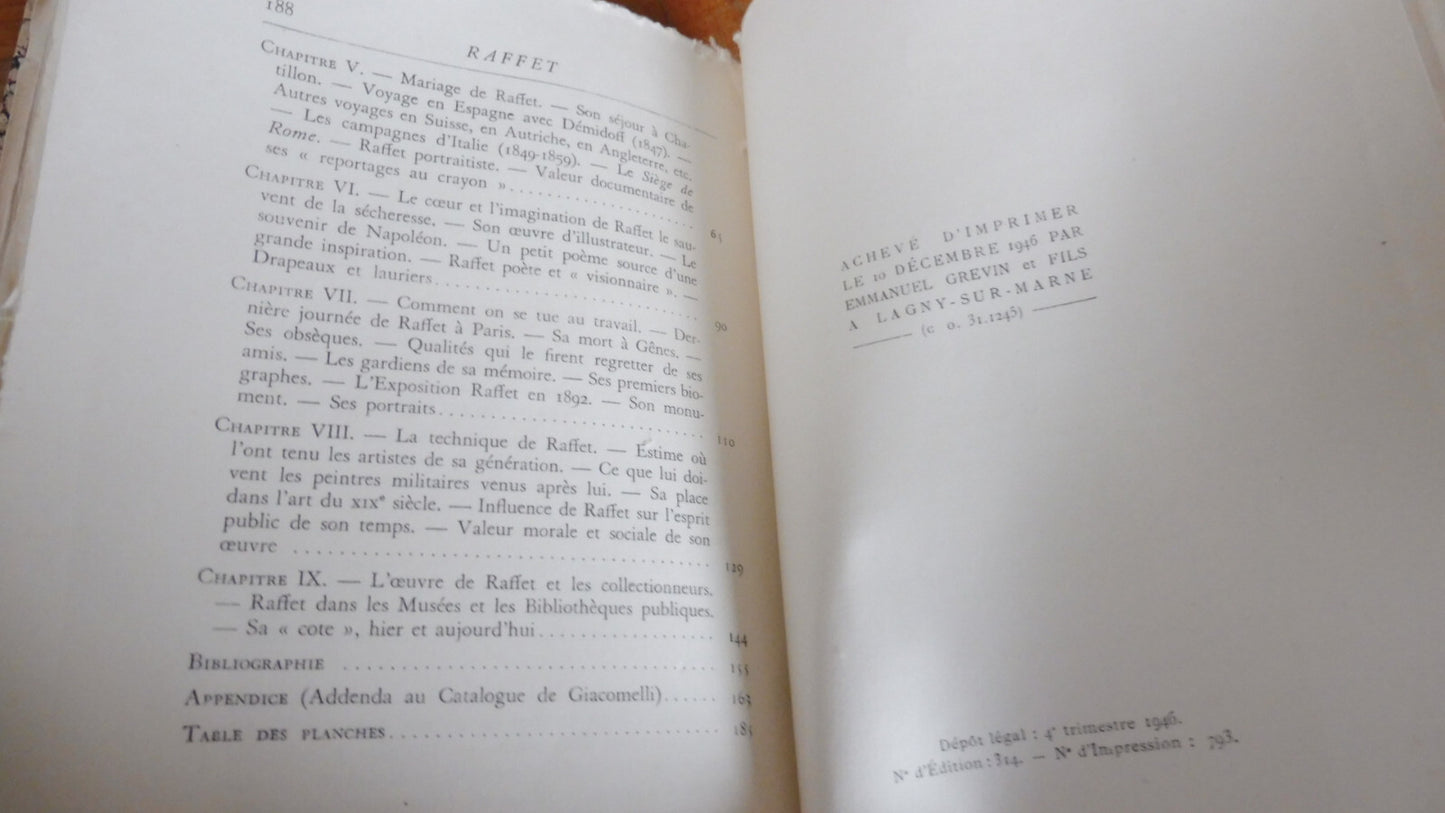 188
RAFFET
CHAPITRE V. — Mariage de Raffet. — Son séjour à Cha-
tillon. — Voyage en Espagne avec Démidoff (1847). —
Autres voyages en Suisse, en Autriche, en Angleterre, etc.
— Les campagnes d'Italie (1849-1859). — Le Siège de
Rome. — Raffet portraitiste. — Valeur documentaire de
ses « reportages au crayon » .................... 65
CHAPITRE VI. — Le cœur et l'imagination de Raffet le sau-
vent de la sécheresse. — Son œuvre d'illustrateur. — Le
souvenir de Napoléon. — Un petit poème source d'une
grande inspiration. — Raffet poète et « visionnaire ». —
Drapeaux et lauriers .................... 90
CHAPITRE VII. — Comment on se tue au travail. — Der-
nière journée de Raffet à Paris. — Sa mort à Gênes. —
Ses obsèques. — Qualités qui le firent regretter de ses
amis. — Les gardiens de sa mémoire. — Ses premiers bio-
graphes. — L'Exposition Raffet en 1892. — Son monu-
ment. — Ses portraits .................... 110
CHAPITRE VIII. — La technique de Raffet. — Estime où
l'ont tenu les artistes de sa génération. — Ce que lui doi-
vent les peintres militaires venus après lui. — Sa place
dans l'art du XIXe siècle. — Influence de Raffet sur l'esprit
public de son temps. — Valeur morale et sociale de son
œuvre .................... 129
CHAPITRE IX. — L'œuvre de Raffet et les collectionneurs.
— Raffet dans les Musées et les Bibliothèques publiques.
— Sa « cote », hier et aujourd'hui .................... 144
BIBLIOGRAPHIE .................... 155
APPENDICE (Addenda au Catalogue de Giacomelli) ...... 163
TABLE DES PLANCHES .................... 185
ACHEVÉ D'IMPRIMER
LE 10 DÉCEMBRE 1946 PAR
EMMANUEL GREVIN et FILS
A LAGNY-SUR-MARNE
— (c o. 31.1245) —
Dépôt légal : 4e trimestre 1946.
N° d'Édition : 314. — N° d'Impression : 793.